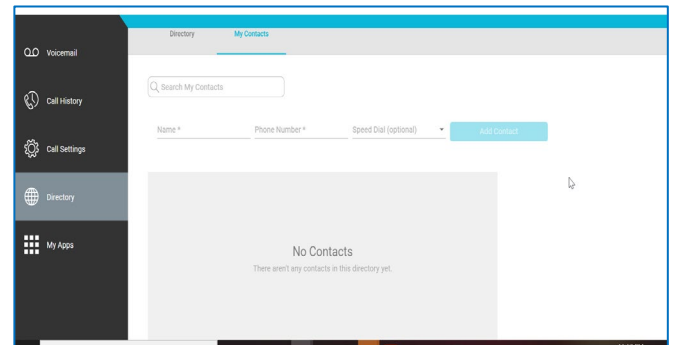 Directory My Contacts
Voicemail
Search My Contacts
Call History
Name * Phone Number * Speed Dial (optional) Add Contact
Call Settings
Directory
My Apps
No Contacts
There aren't any contacts in this directory yet.